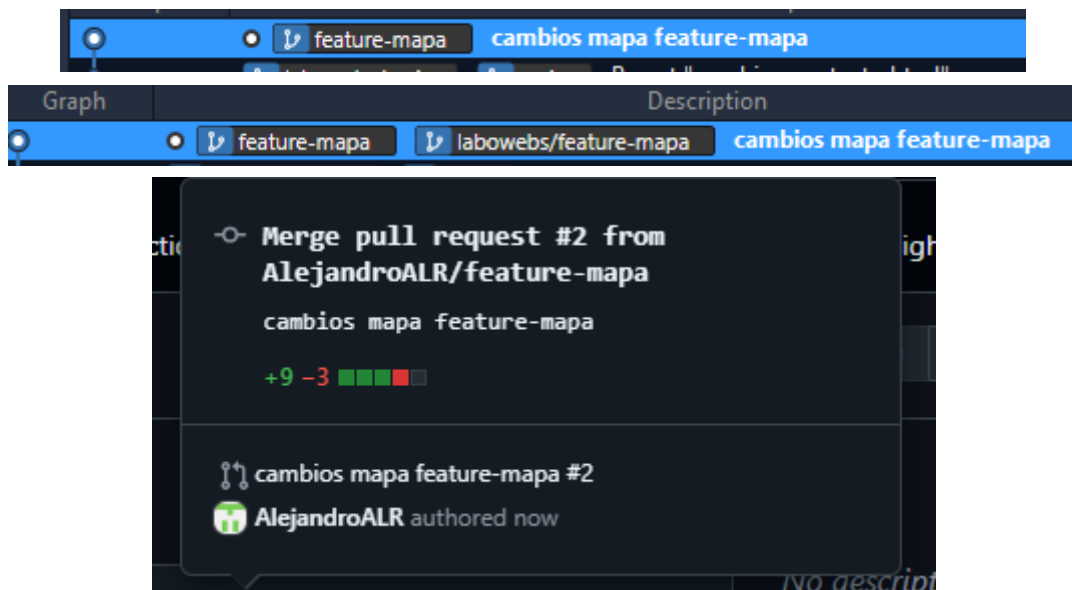 feature-mapa cambios mapa feature-mapa
Graph Description
feature-mapa labowebs/feature-mapa cambios mapa feature-mapa
Merge pull request #2 from
AlejandroALR/feature-mapa
cambios mapa feature-mapa
+9 −3
cambios mapa feature-mapa #2
AlejandroALR authored now
No descript